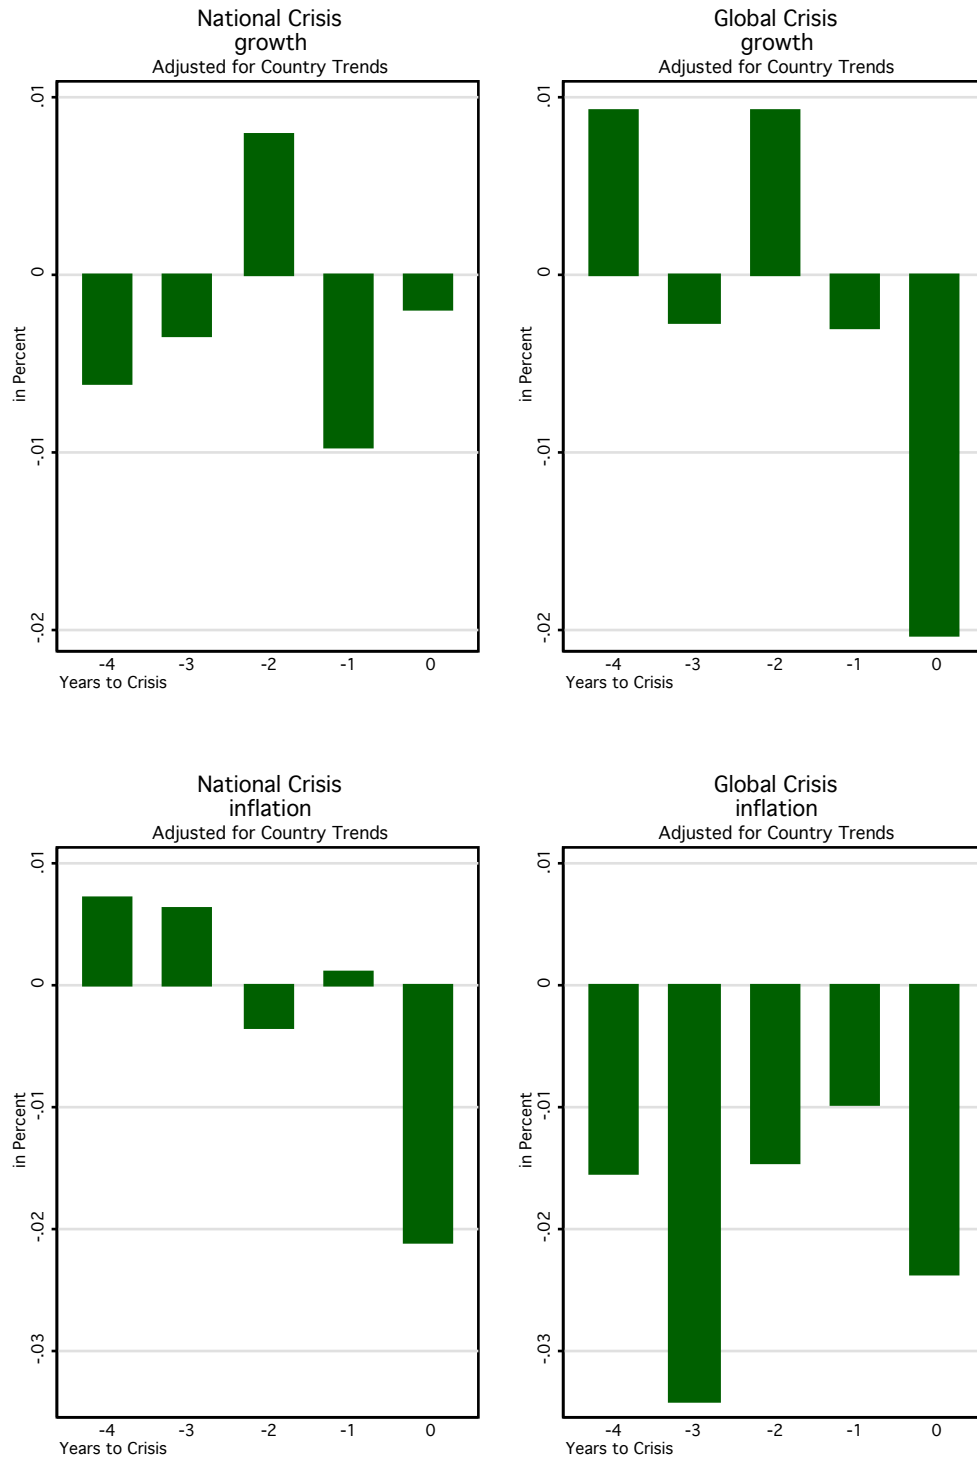 National Crisis
growth
Adjusted for Country Trends
.01
0
-.01
-.02
in Percent
-4 -3 -2 -1 0
Years to Crisis
Global Crisis
growth
Adjusted for Country Trends
.01
0
-.01
-.02
in Percent
-4 -3 -2 -1 0
Years to Crisis
National Crisis
inflation
Adjusted for Country Trends
.01
0
-.01
-.02
-.03
in Percent
-4 -3 -2 -1 0
Years to Crisis
Global Crisis
inflation
Adjusted for Country Trends
.01
0
-.01
-.02
-.03
in Percent
-4 -3 -2 -1 0
Years to Crisis